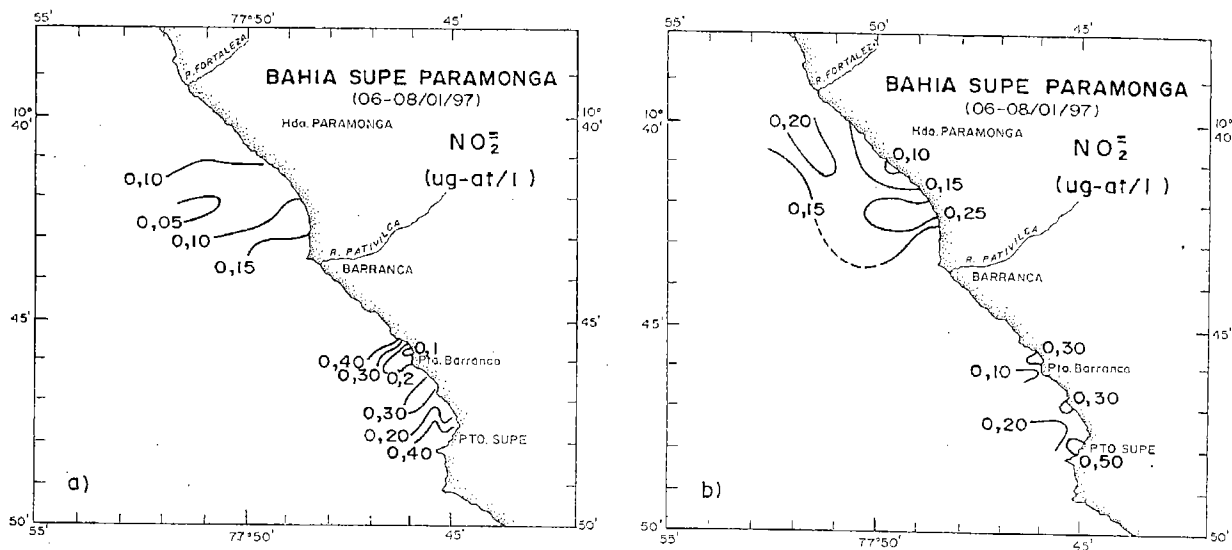 55'
77°50'
45'
R. FORTALEZA
BAHIA SUPE PARAMONGA
(06-08/01/97)
10°
40'
Hda. PARAMONGA
NO₂⁼
(ug-at/l)
0,10
0,05
0,10
0,15
R. PATIVILCA
BARRANCA
45'
45'
0,1
0,40
Pto. Barranca
0,30
0,2
0,30
0,20
PTO. SUPE
0,40
a)
50'
55'
77°50'
45'
50'
55'
50'
45'
R. FORTALEZA
BAHIA SUPE PARAMONGA
(06-08/01/97)
10°
40'
10°
40'
0,20
Hda. PARAMONGA
NO₂⁼
(ug-at/l)
0,10
0,15
0,15
0,25
R. PATIVILCA
BARRANCA
45'
45'
0,30
Pto. Barranca
0,10
0,30
0,20
PTO SUPE
0,50
b)
50'
55'
77°50'
45'
50'